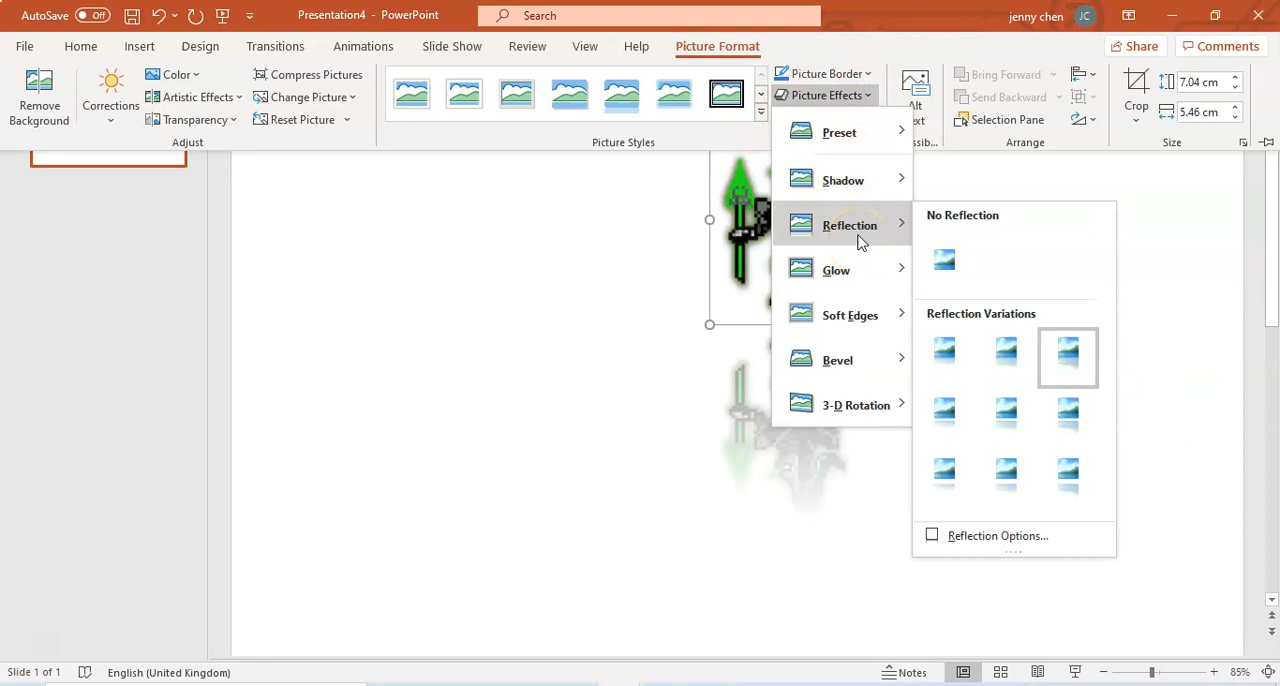 AutoSave Off Presentation4 - PowerPoint Search jenny chen JC
File Home Insert Design Transitions Animations Slide Show Review View Help Picture Format Share Comments
Remove Background
Corrections
Color
Artistic Effects
Transparency
Compress Pictures
Change Picture
Reset Picture
Adjust
Picture Styles
Picture Border
Picture Effects
Alt
Bring Forward
Send Backward
Selection Pane
Arrange
Crop
7.04 cm
5.46 cm
Size
Preset
Shadow
Reflection
Glow
Soft Edges
Bevel
3-D Rotation
No Reflection
Reflection Variations
Reflection Options...
Slide 1 of 1 English (United Kingdom) Notes 85%